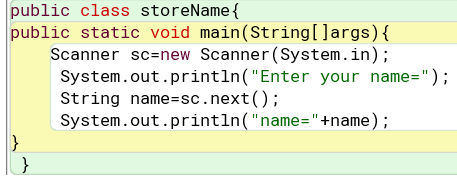 public class storeName{
public static void main(String[]args){
Scanner sc=new Scanner(System.in);
System.out.println("Enter your name=");
String name=sc.next();
System.out.println("name="+name);
}
}